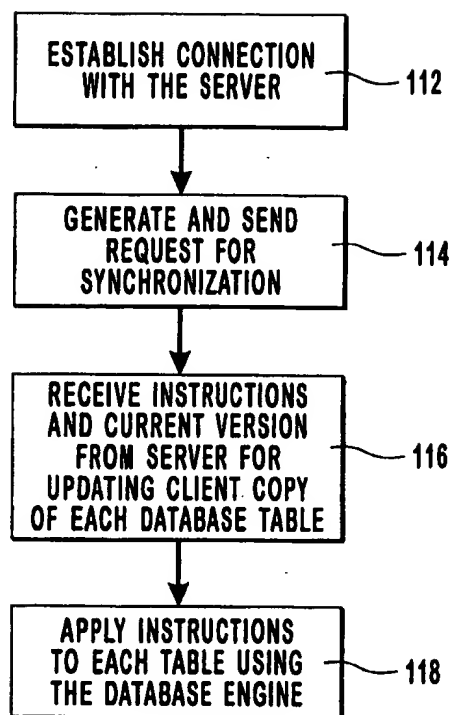 ESTABLISH CONNECTION
WITH THE SERVER
112
GENERATE AND SEND
REQUEST FOR
SYNCHRONIZATION
114
RECEIVE INSTRUCTIONS
AND CURRENT VERSION
FROM SERVER FOR
UPDATING CLIENT COPY
OF EACH DATABASE TABLE
116
APPLY INSTRUCTIONS
TO EACH TABLE USING
THE DATABASE ENGINE
118